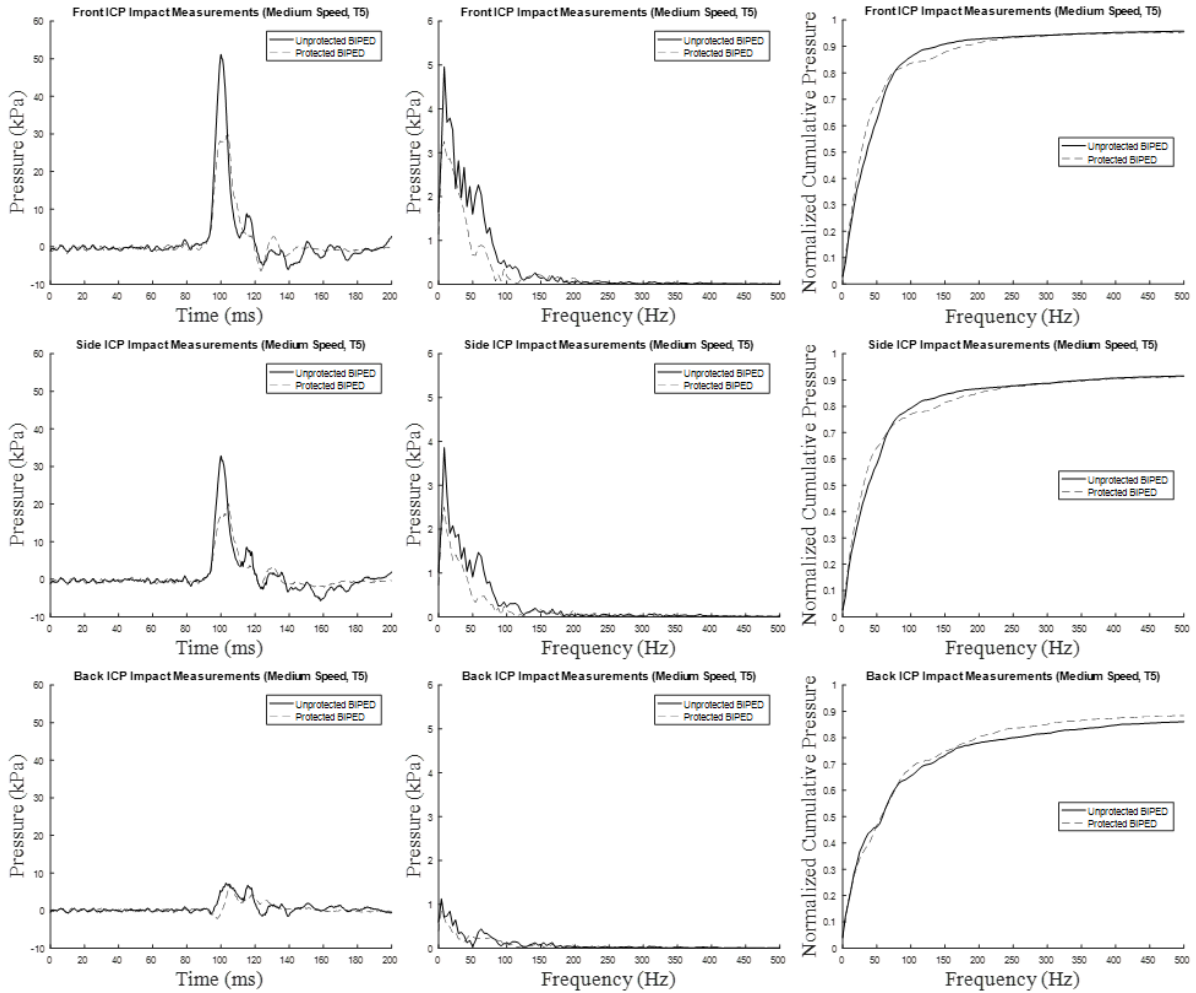 Front ICP Impact Measurements (Medium Speed, T5)
Pressure (kPa)
60
50
40
30
20
10
0
-10
0 20 40 60 80 100 120 140 160 180 200
Time (ms)
Unprotected BIPED
Protected BIPED
Front ICP Impact Measurements (Medium Speed, T5)
Pressure (kPa)
6
5
4
3
2
1
0
0 50 100 150 200 250 300 350 400 450 500
Frequency (Hz)
Unprotected BIPED
Protected BIPED
Front ICP Impact Measurements (Medium Speed, T5)
Normalized Cumulative Pressure
1
0.9
0.8
0.7
0.6
0.5
0.4
0.3
0.2
0.1
0
0 50 100 150 200 250 300 350 400 450 500
Frequency (Hz)
Unprotected BIPED
Protected BIPED
Side ICP Impact Measurements (Medium Speed, T5)
Pressure (kPa)
60
50
40
30
20
10
0
-10
0 20 40 60 80 100 120 140 160 180 200
Time (ms)
Unprotected BIPED
Protected BIPED
Side ICP Impact Measurements (Medium Speed, T5)
Pressure (kPa)
6
5
4
3
2
1
0
0 50 100 150 200 250 300 350 400 450 500
Frequency (Hz)
Unprotected BIPED
Protected BIPED
Side ICP Impact Measurements (Medium Speed, T5)
Normalized Cumulative Pressure
1
0.9
0.8
0.7
0.6
0.5
0.4
0.3
0.2
0.1
0
0 50 100 150 200 250 300 350 400 450 500
Frequency (Hz)
Unprotected BIPED
Protected BIPED
Back ICP Impact Measurements (Medium Speed, T5)
Pressure (kPa)
60
50
40
30
20
10
0
-10
0 20 40 60 80 100 120 140 160 180 200
Time (ms)
Unprotected BIPED
Protected BIPED
Back ICP Impact Measurements (Medium Speed, T5)
Pressure (kPa)
6
5
4
3
2
1
0
0 50 100 150 200 250 300 350 400 450 500
Frequency (Hz)
Unprotected BIPED
Protected BIPED
Back ICP Impact Measurements (Medium Speed, T5)
Normalized Cumulative Pressure
1
0.9
0.8
0.7
0.6
0.5
0.4
0.3
0.2
0.1
0
0 50 100 150 200 250 300 350 400 450 500
Frequency (Hz)
Unprotected BIPED
Protected BIPED